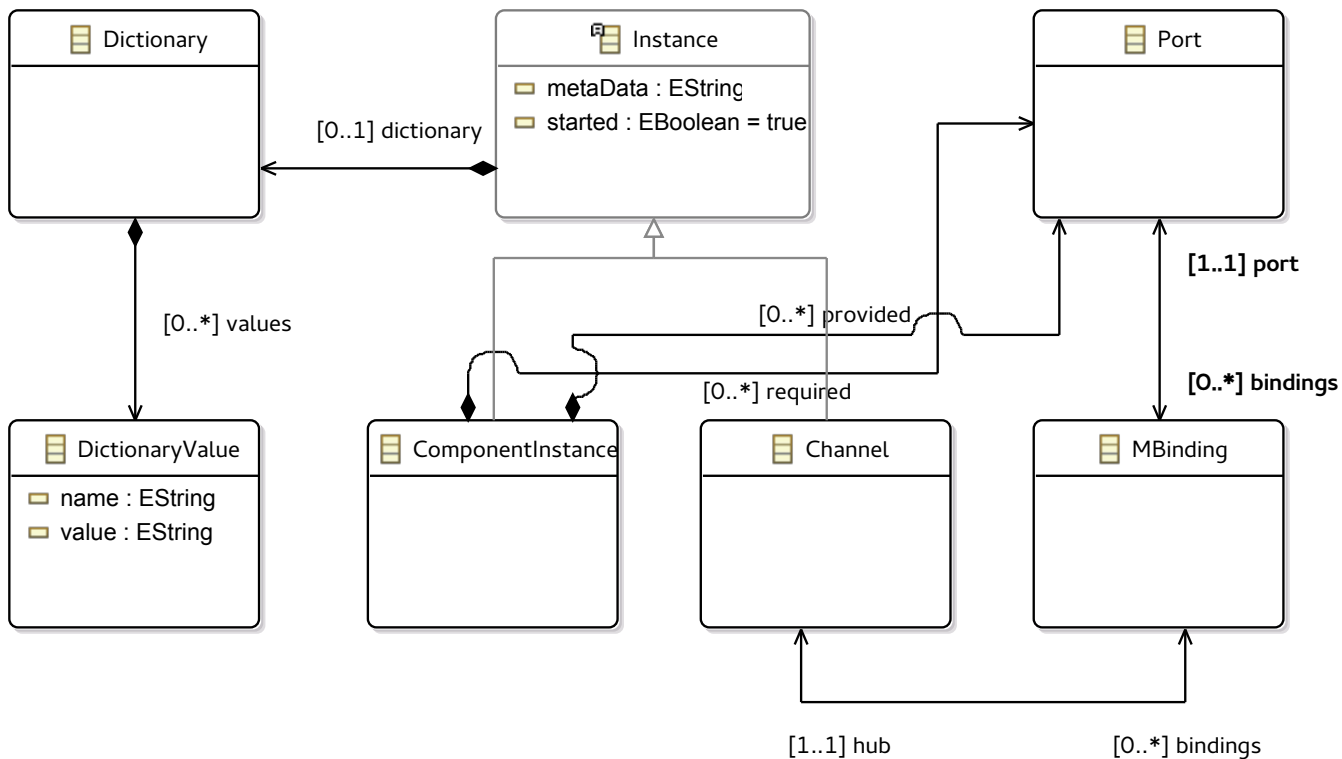 Dictionary
Instance
metaData : EString
started : EBoolean = true
Port
[0..1] dictionary
[1..1] port
[0..*] values
[0..*] provided
[0..*] required
[0..*] bindings
DictionaryValue
name : EString
value : EString
ComponentInstance
Channel
MBinding
[1..1] hub
[0..*] bindings